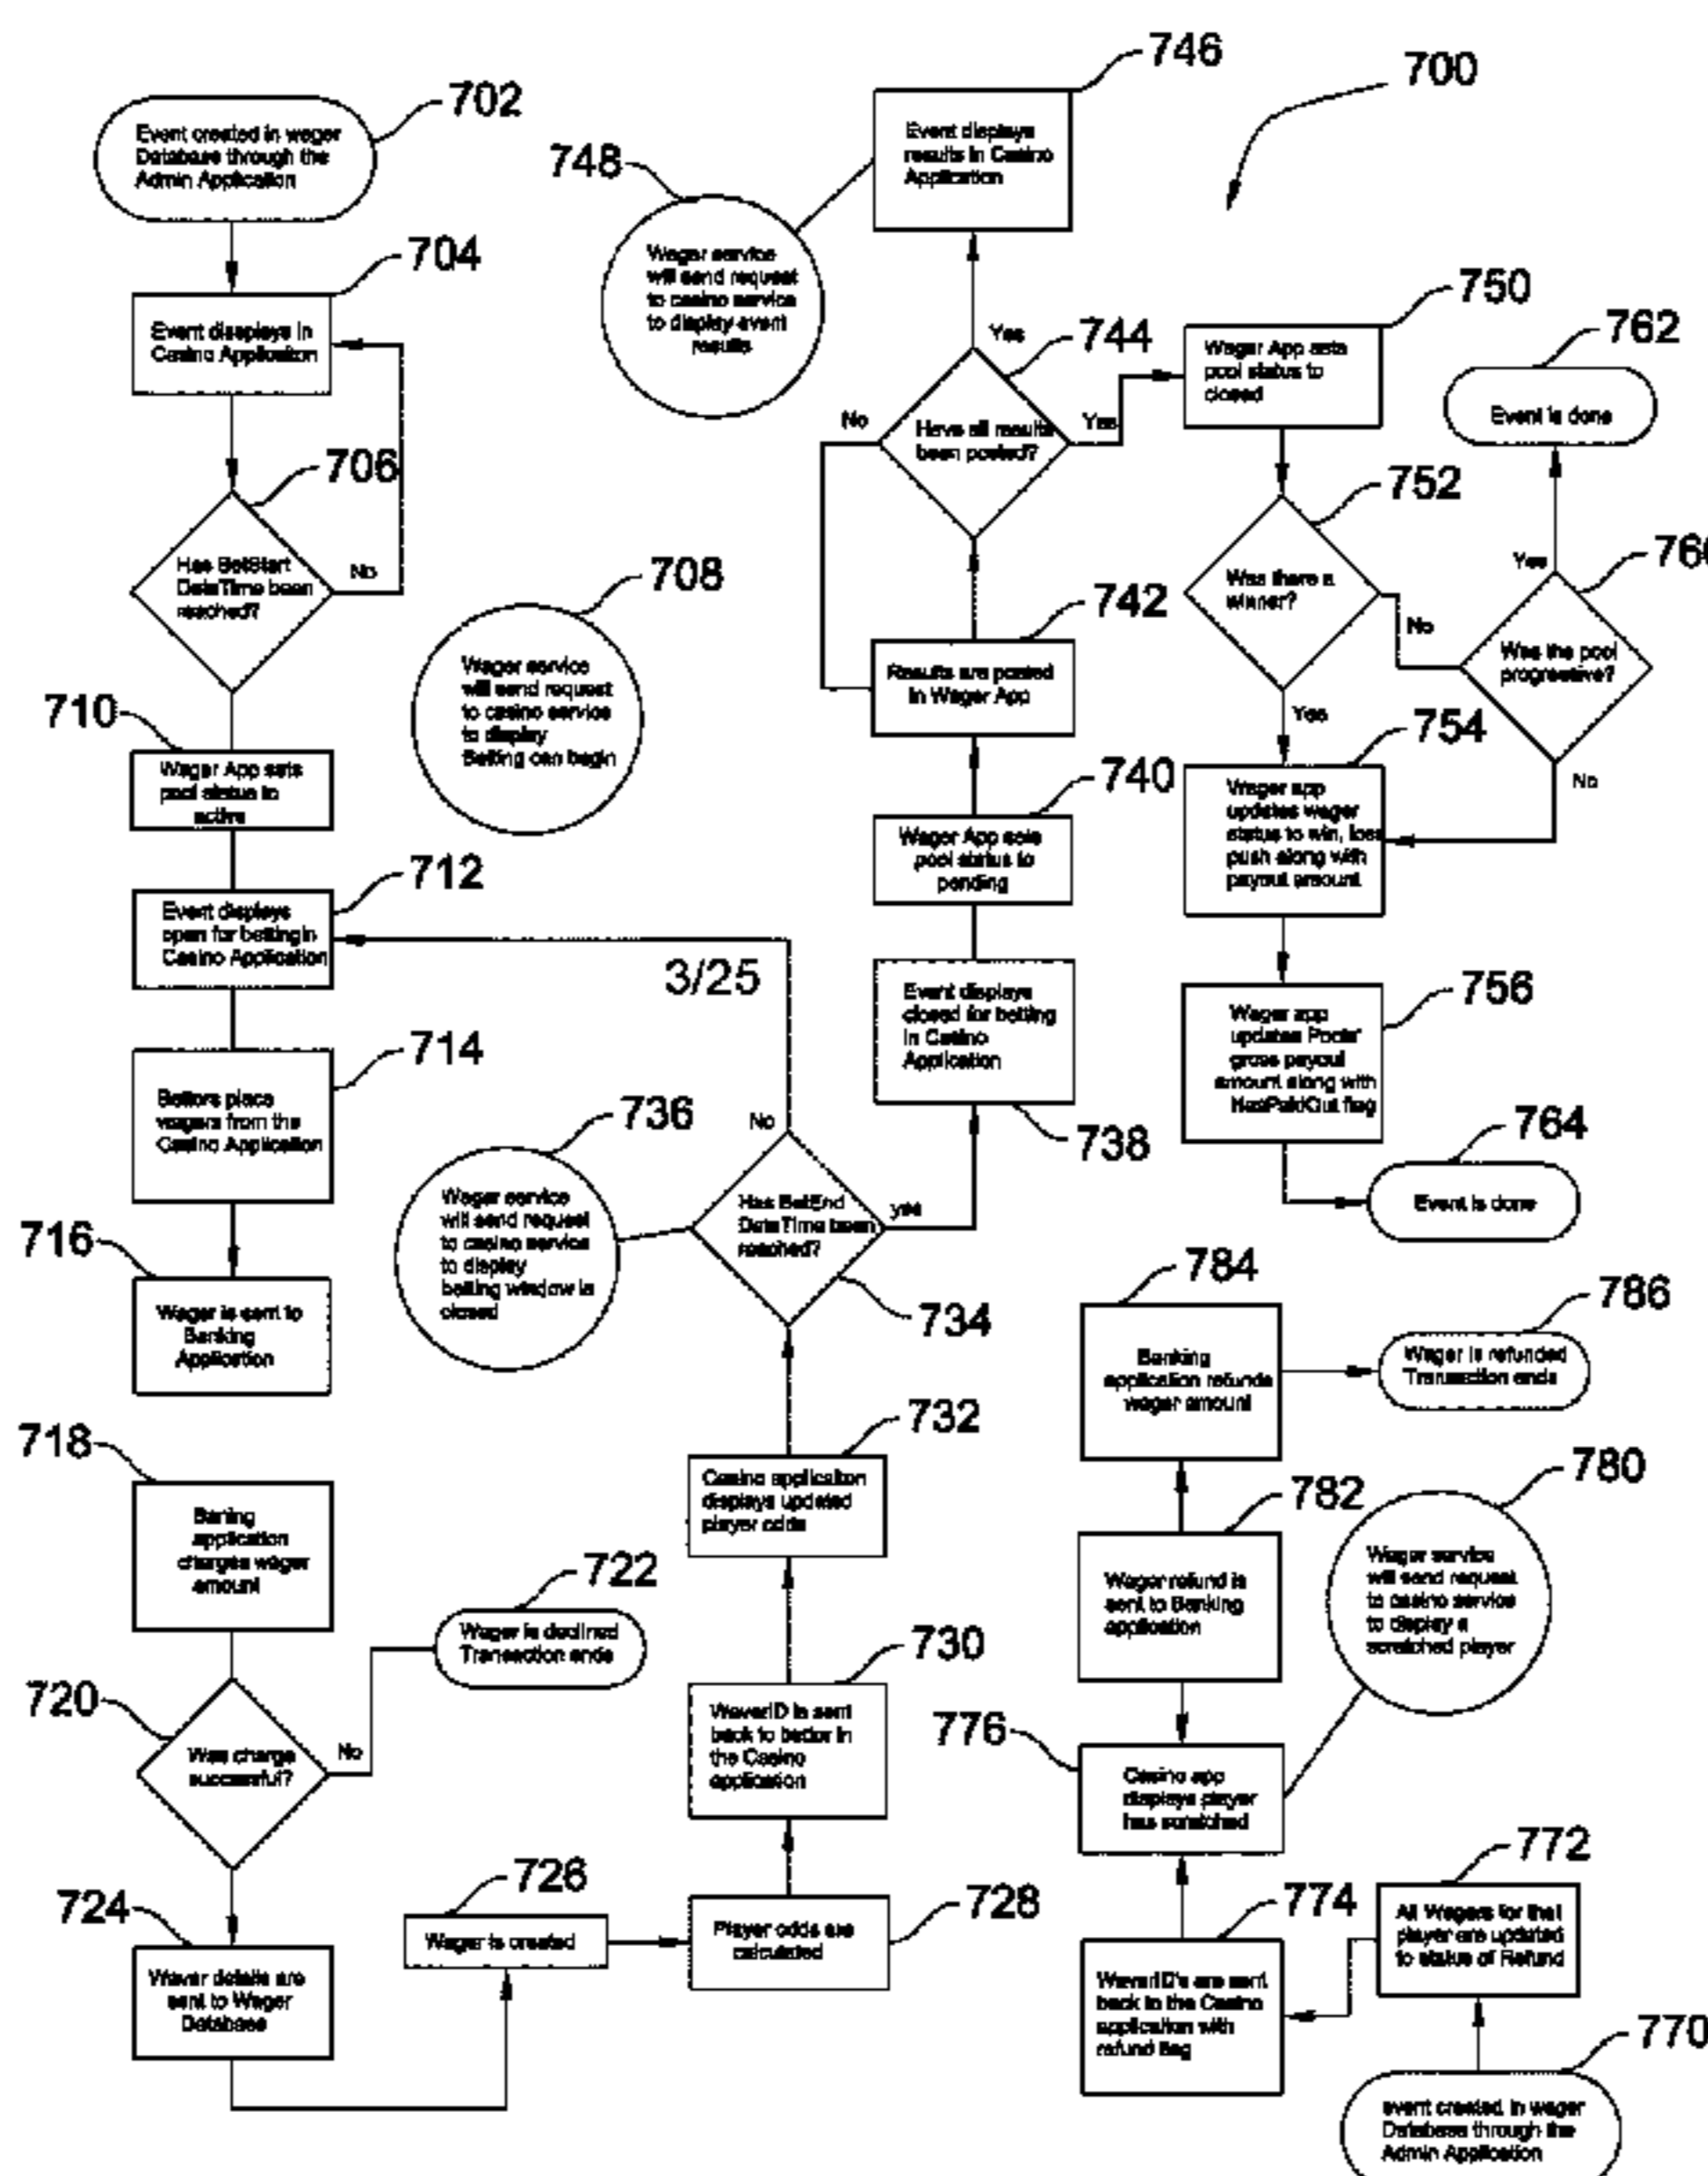 702
Event created in wager
Database through the
Admin Application
704
Event dissplays in
Casino Application
706
Has BetStart
DateTime been
reached?
No
708
Wager service
will send request
to casino service
to display
Betting can begin
710
Wager App sets
pool status to
active
712
Event displays
open for bettingin
Casino Application
714
Bettors place
wagers from the
Casino Application
716
Wager is sent to
Banking
Application
718
application
charges wager
amount
720
Was charge
successful?
No
722
Wager is declined
Transaction ends
724
details are
sent to Wager
Database
726
Wager is created
728
Player odds are
calculated
730
is sent
back to bettor in
the Casino
application
732
Casino
displays updated
player odds
3/25
No
734
Has BetEnd
DateTime been
reached?
yes
736
Wager service
will send request
to casino service
to display
betting window is
closed
738
Event displays
closed for betting
in Casino
Application
740
Wager App sets
pool status to
pending
742
Results are posted
in Wager App
744
Have all results
been posted?
No
Yes
Yes
746
Event displays
results in Casino
Application
748
Wager service
will send request
to casino service
to display event
results
700
750
Wager App sets
pool status to
closed
752
Was there a
winner?
No
Yes
754
Wager app
updates wager
status to win, loss
push along with
payout amount
756
Wager app
updates Pools'
gross payout
amount along with
HasPaidOut flag
76
Was the pool
progressive?
Yes
No
762
Event is done
764
Event is done
784
Banking
application refunds
wager amount
786
Wager is refunded
Transaction ends
782
Wager refund is
sent to Banking
application
780
Wager service
will send request
to casino service
to display a
scratched player
776
Casino app
displays player
has scratched
774
are sent
back to the Casino
application with
refund flag
772
All Wagers for that
player are updated
to status of Refund
770
event created in wager
Database through the
Admin Application